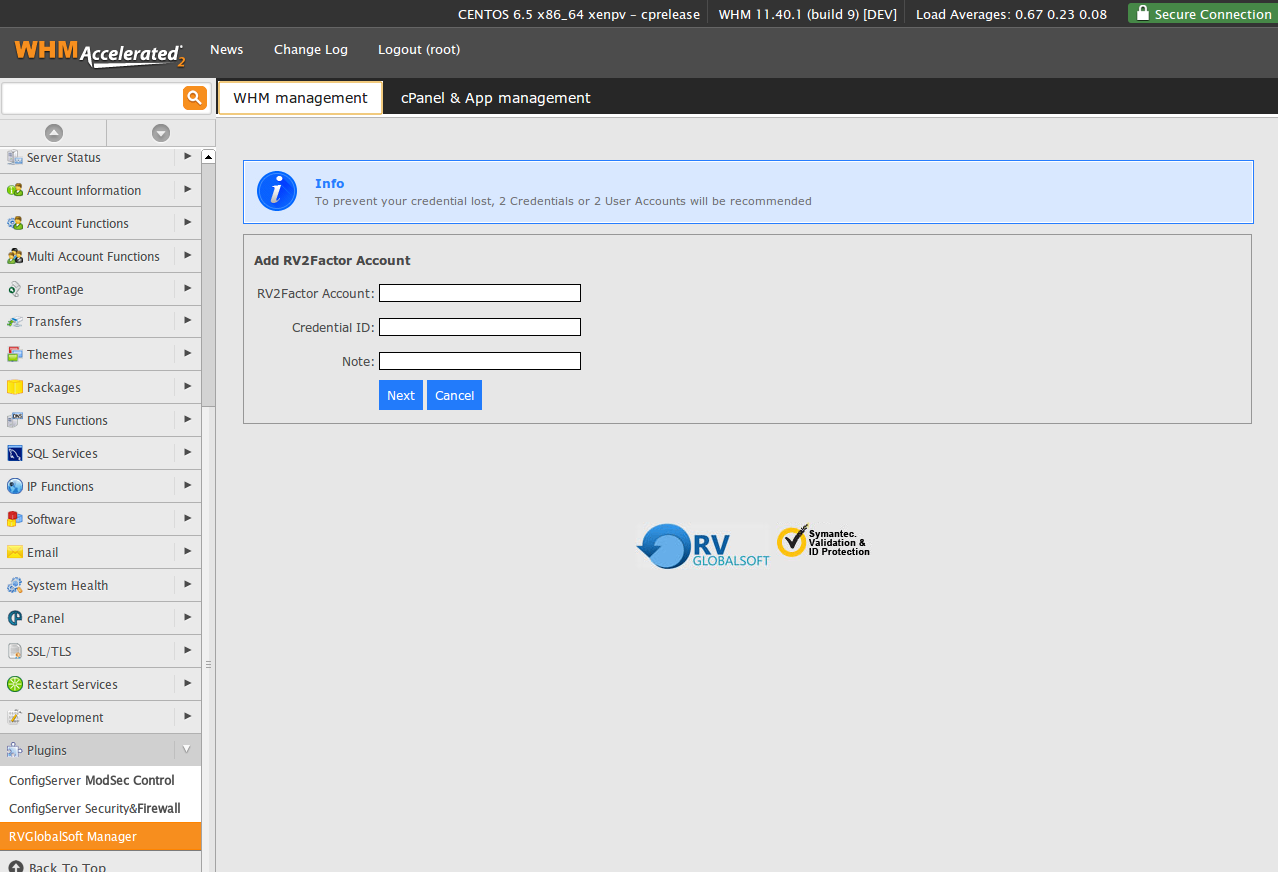 CENTOS 6.5 x86_64 xenpv – cprelease WHM 11.40.1 (build 9) [DEV] Load Averages: 0.67 0.23 0.08 Secure Connection
WHM Accelerated 2 News Change Log Logout (root)
WHM management cPanel & App management
Server Status
Account Information
Account Functions
Multi Account Functions
FrontPage
Transfers
Themes
Packages
DNS Functions
SQL Services
IP Functions
Software
Email
System Health
cPanel
SSL/TLS
Restart Services
Development
Plugins
ConfigServer ModSec Control
ConfigServer Security&Firewall
RVGlobalSoft Manager
Back To Top
Info
To prevent your credential lost, 2 Credentials or 2 User Accounts will be recommended
Add RV2Factor Account
RV2Factor Account:
Credential ID:
Note:
Next Cancel
RV
GLOBALSOFT
Symantec.
Validation &
ID Protection